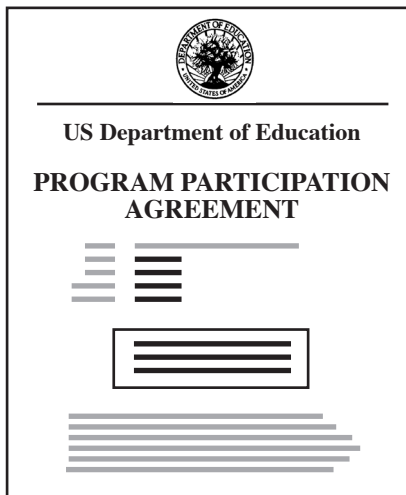 DEPARTMENT OF EDUCATION
UNITED STATES OF AMERICA
US Department of Education
PROGRAM PARTICIPATION
AGREEMENT